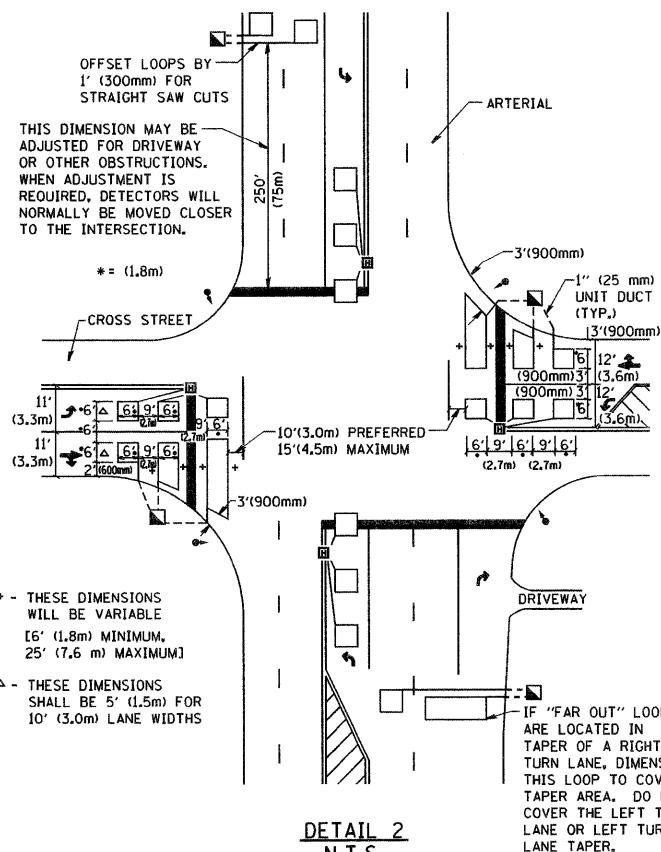 OFFSET LOOPS BY
1' (300mm) FOR
STRAIGHT SAW CUTS
THIS DIMENSION MAY BE
ADJUSTED FOR DRIVEWAY
OR OTHER OBSTRUCTIONS.
WHEN ADJUSTMENT IS
REQUIRED, DETECTORS WILL
NORMALLY BE MOVED CLOSER
TO THE INTERSECTION.
* = (1.8m)
250'
(75m)
ARTERIAL
3'(900mm)
1" (25 mm)
UNIT DUCT
(TYP.)
3'(900mm)
CROSS STREET
H
H
6'
12'
(900mm) 3'
(3.6m)
(900mm) 3'
12'
6'
(3.6m)
H
6' 9' 6' 9' 6'
(2.7m) (2.7m)
11'
(3.3m)
6' 6' 9' 6'
(2.7m)
6'
9' 6'
(2.7m)
11'
(3.3m)
6' 6' 9' 6'
(2.7m)
2' (600mm)
10'(3.0m) PREFERRED
15'(4.5m) MAXIMUM
3'(900mm)
H
+ - THESE DIMENSIONS
WILL BE VARIABLE
[6' (1.8m) MINIMUM,
25' (7.6 m) MAXIMUM]
△ - THESE DIMENSIONS
SHALL BE 5' (1.5m) FOR
10' (3.0m) LANE WIDTHS
DRIVEWAY
IF "FAR OUT" LOO
ARE LOCATED IN
TAPER OF A RIGHT
TURN LANE, DIMENS
THIS LOOP TO COV
TAPER AREA. DO
COVER THE LEFT T
LANE OR LEFT TUR
LANE TAPER.
DETAIL 2
N.T.S.